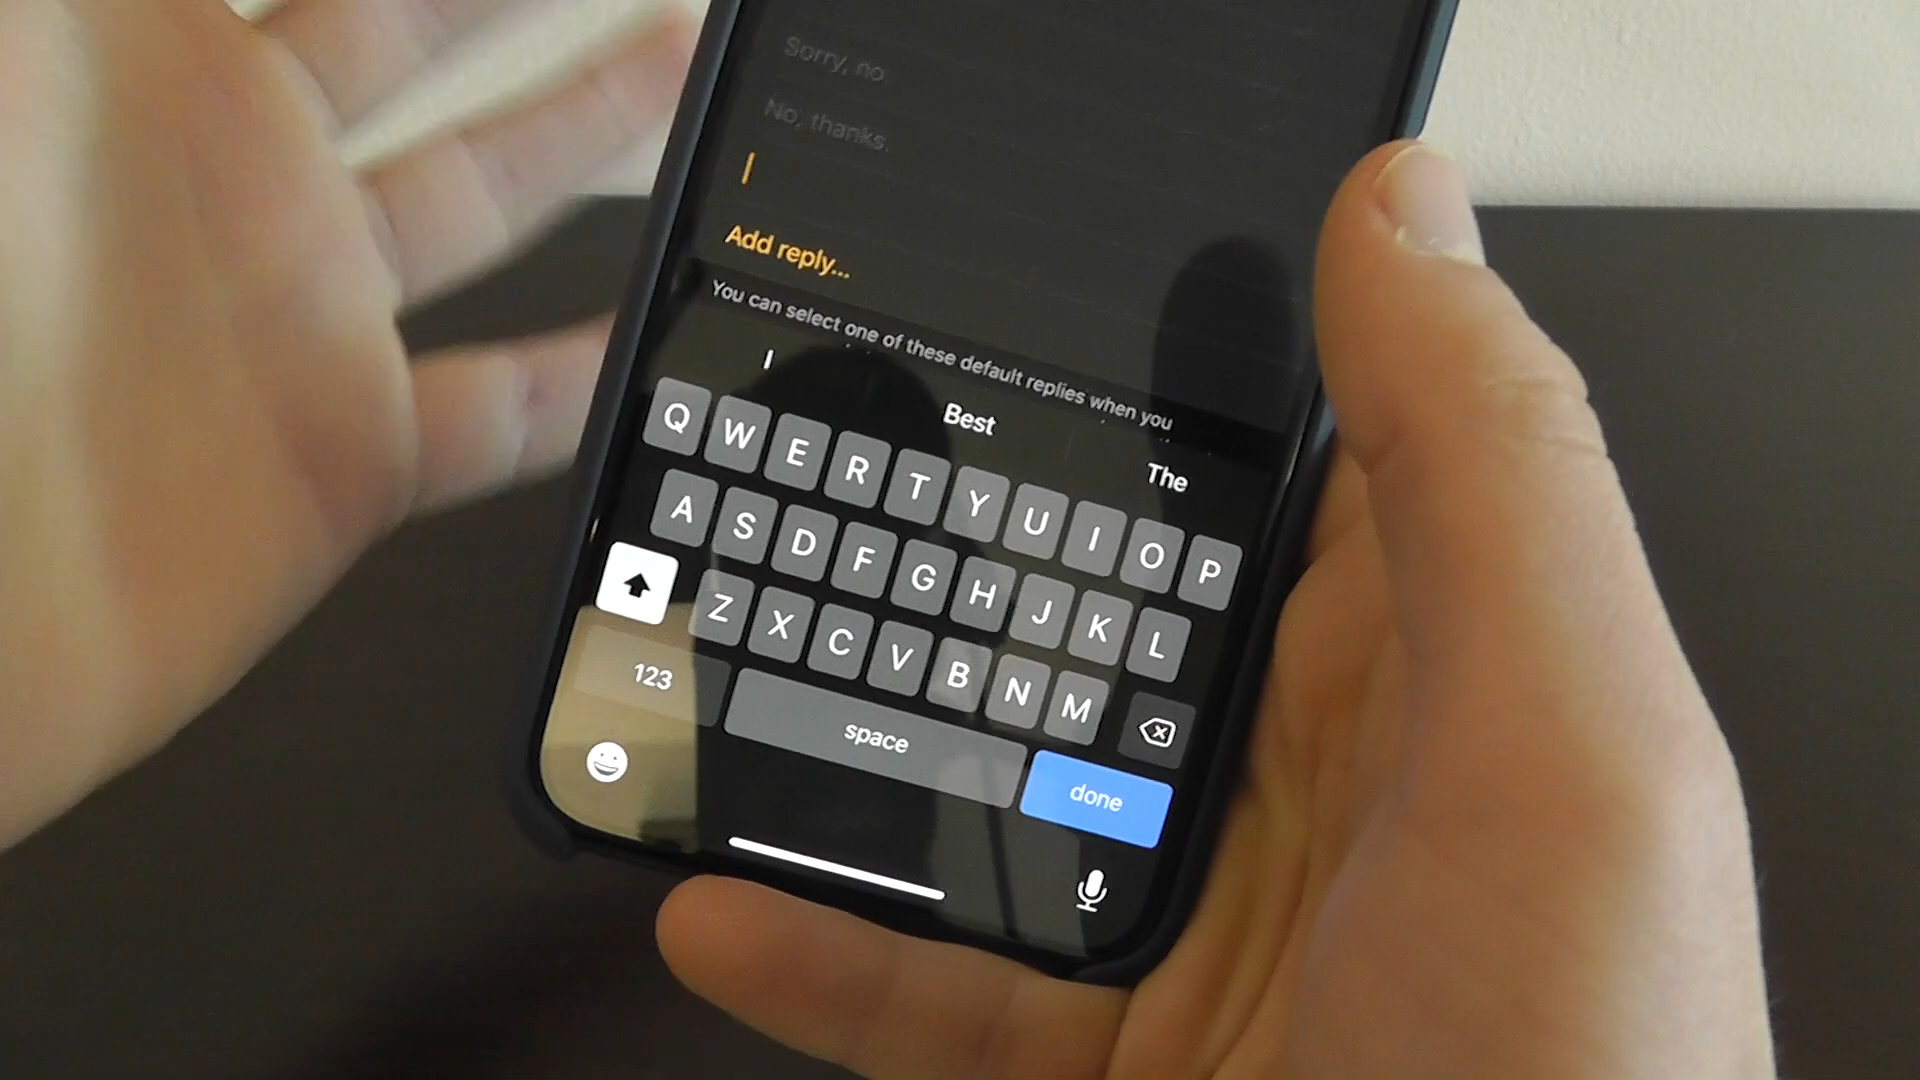 Sorry, no.
No, thanks.
Add reply...
You can select one of these default replies when you
I
Best
The
Q W E R T Y U I O P
A S D F G H J K L
Z X C V B N M
123
space
done